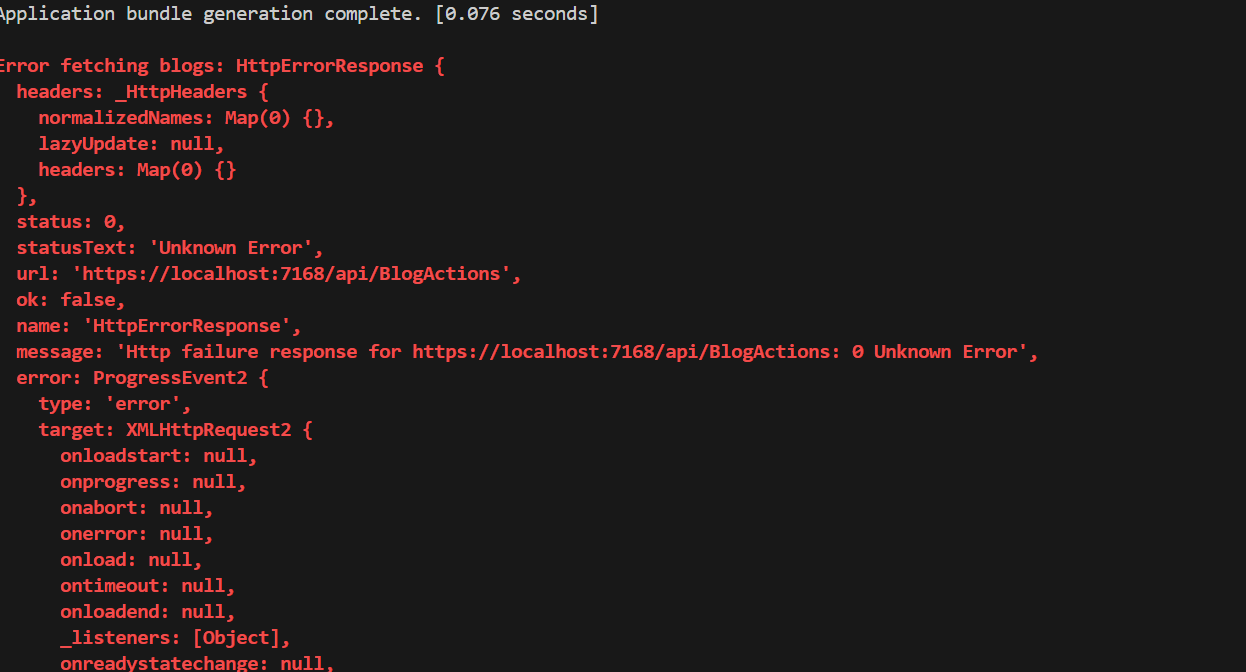 Application bundle generation complete. [0.076 seconds]
Error fetching blogs: HttpErrorResponse {
headers: _HttpHeaders {
normalizedNames: Map(0) {},
lazyUpdate: null,
headers: Map(0) {}
},
status: 0,
statusText: 'Unknown Error',
url: 'https://localhost:7168/api/BlogActions',
ok: false,
name: 'HttpErrorResponse',
message: 'Http failure response for https://localhost:7168/api/BlogActions: 0 Unknown Error',
error: ProgressEvent2 {
type: 'error',
target: XMLHttpRequest2 {
onloadstart: null,
onprogress: null,
onabort: null,
onerror: null,
onload: null,
ontimeout: null,
onloadend: null,
_listeners: [Object],
onreadystatechange: null,